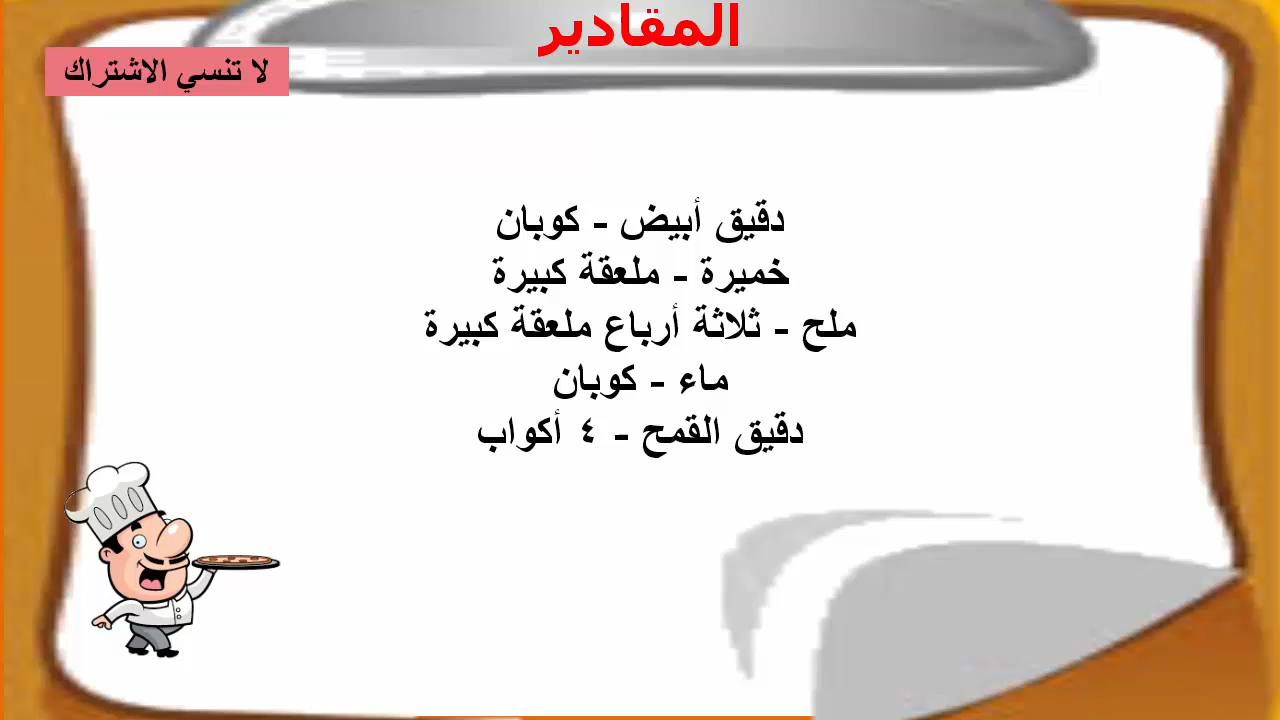 المقادير
لا تنسي الاشتراك
دقيق أبيض - كوبان
خميرة - ملعقة كبيرة
ملح - ثلاثة أرباع ملعقة كبيرة
ماء - كوبان
دقيق القمح - ٤ أكواب